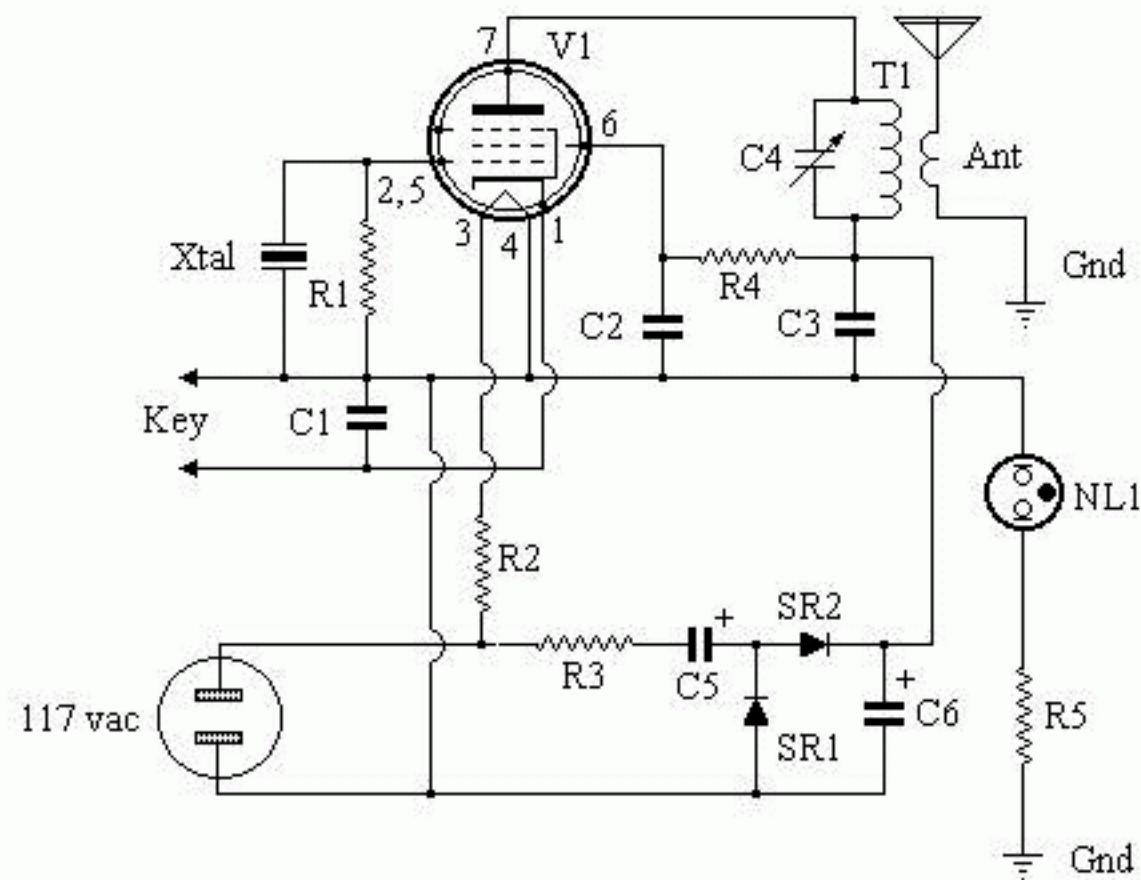 7
V1
T1
6
C4
Ant
2,5
3
4
1
Xtal
R1
R4
Gnd
C2
C3
Key
C1
NL1
R2
SR2
+
R3
C5
+
117 vac
C6
R5
SR1
Gnd